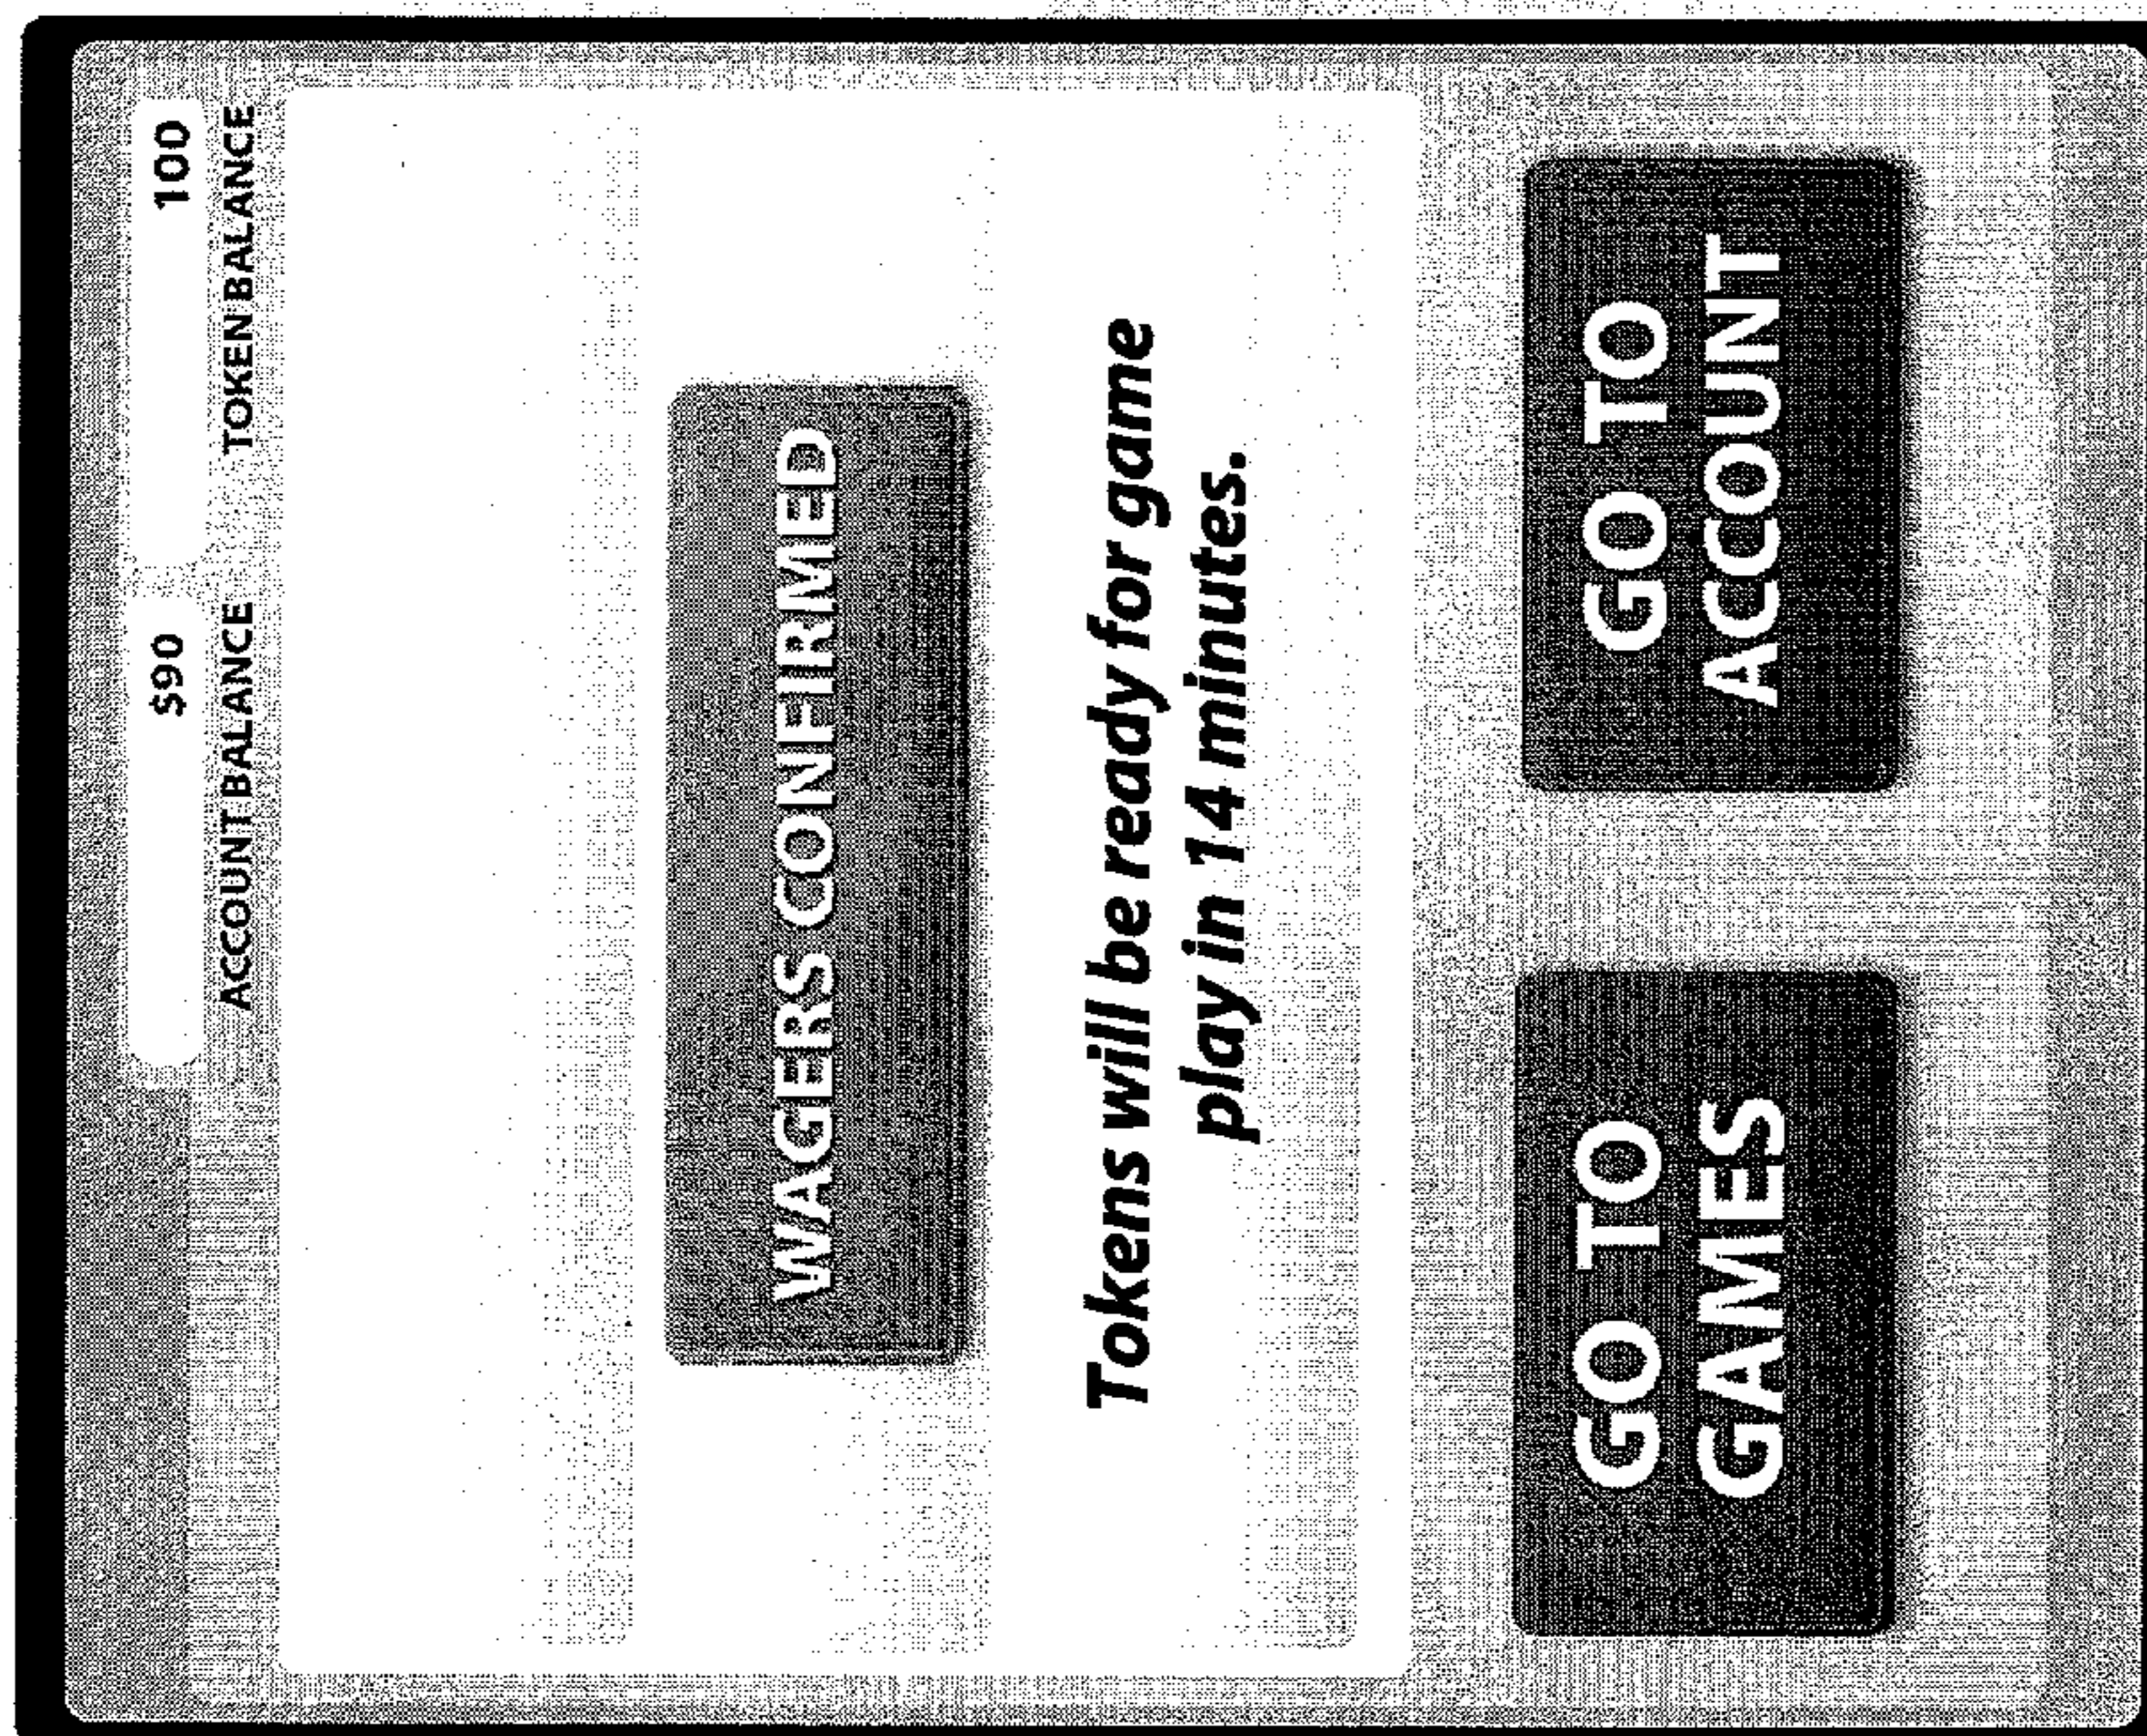 $90 100
ACCOUNT BALANCE TOKEN BALANCE
WAGERS CONFIRMED
Tokens will be ready for game
play in 14 minutes.
GO TO
GAMES
GO TO
ACCOUNT